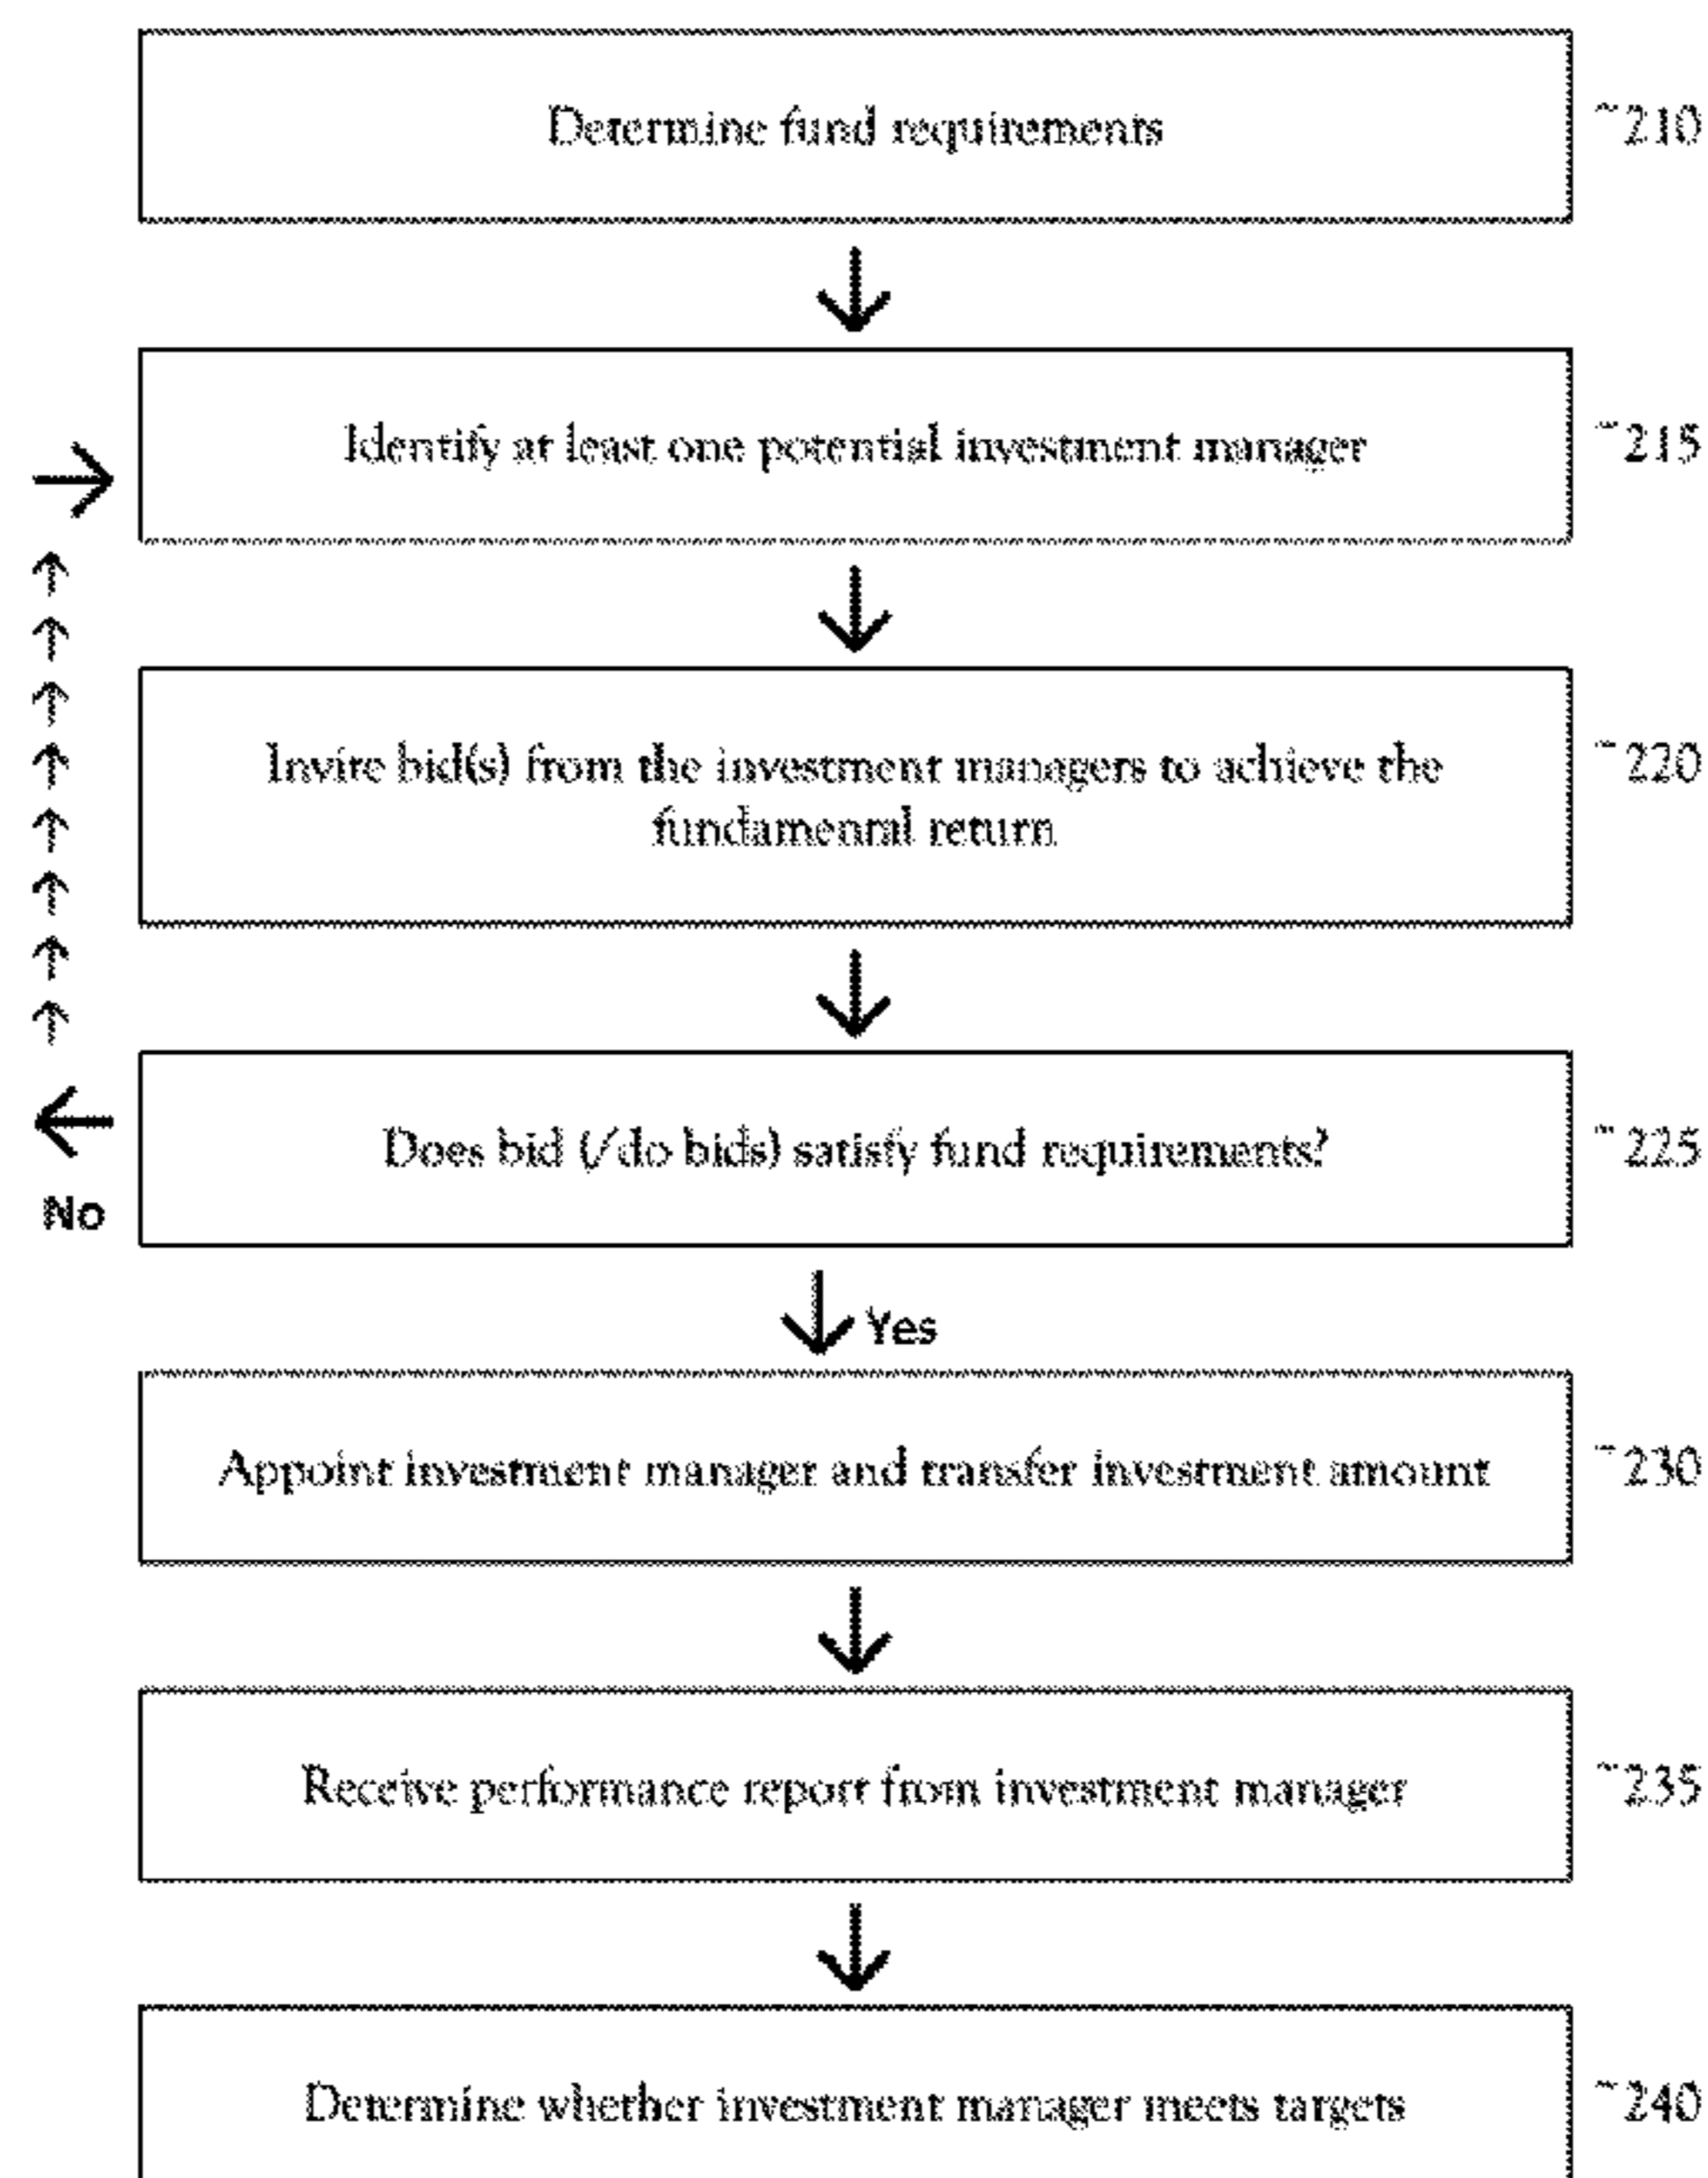 Determine fund requirements ~210
Identify at least one potential investment manager ~215
Invite bid(s) from the investment managers to achieve the ~220
fundamental return
Does bid (/do bids) satisfy fund requirements? ~225
No
Yes
Appoint investment manager and transfer investment amount ~230
Receive performance report from investment manager ~235
Determine whether investment manager meets targets ~240